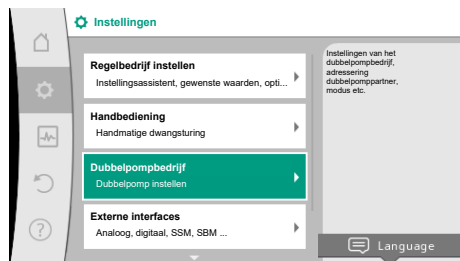 Instellingen
Regelbedrijf instellen
Instellingsassistent, gewenste waarden, opti...
Handbediening
Handmatige dwangsturing
Dubbelpompbedrijf
Dubbelpomp instellen
Externe interfaces
Analoog, digitaal, SSM, SBM ...
Instellingen van het
dubbelpompbedrijf,
adressering
dubbelpomppartner,
modus etc.
Language